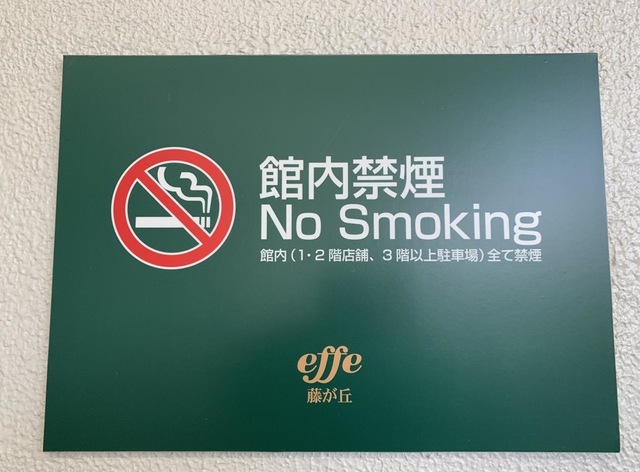 館内禁煙
No Smoking
館内（1・2階店舗、3階以上駐車場）全て禁煙
effe
藤が丘